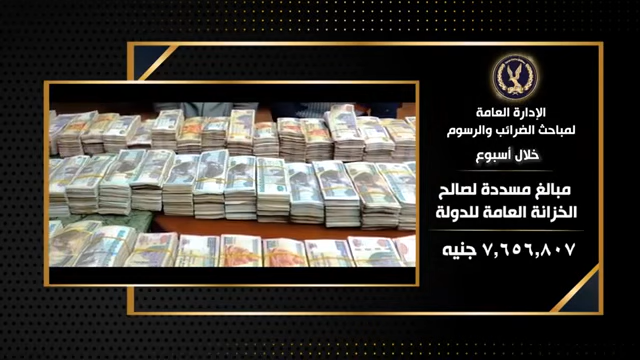 الإدارة العامة
لمباحث الضرائب والرسوم
خلال أسبوع
مبالغ مسددة لصالح
الخزانة العامة للدولة
٧,٦٥٦,٨٠٧ جنيه